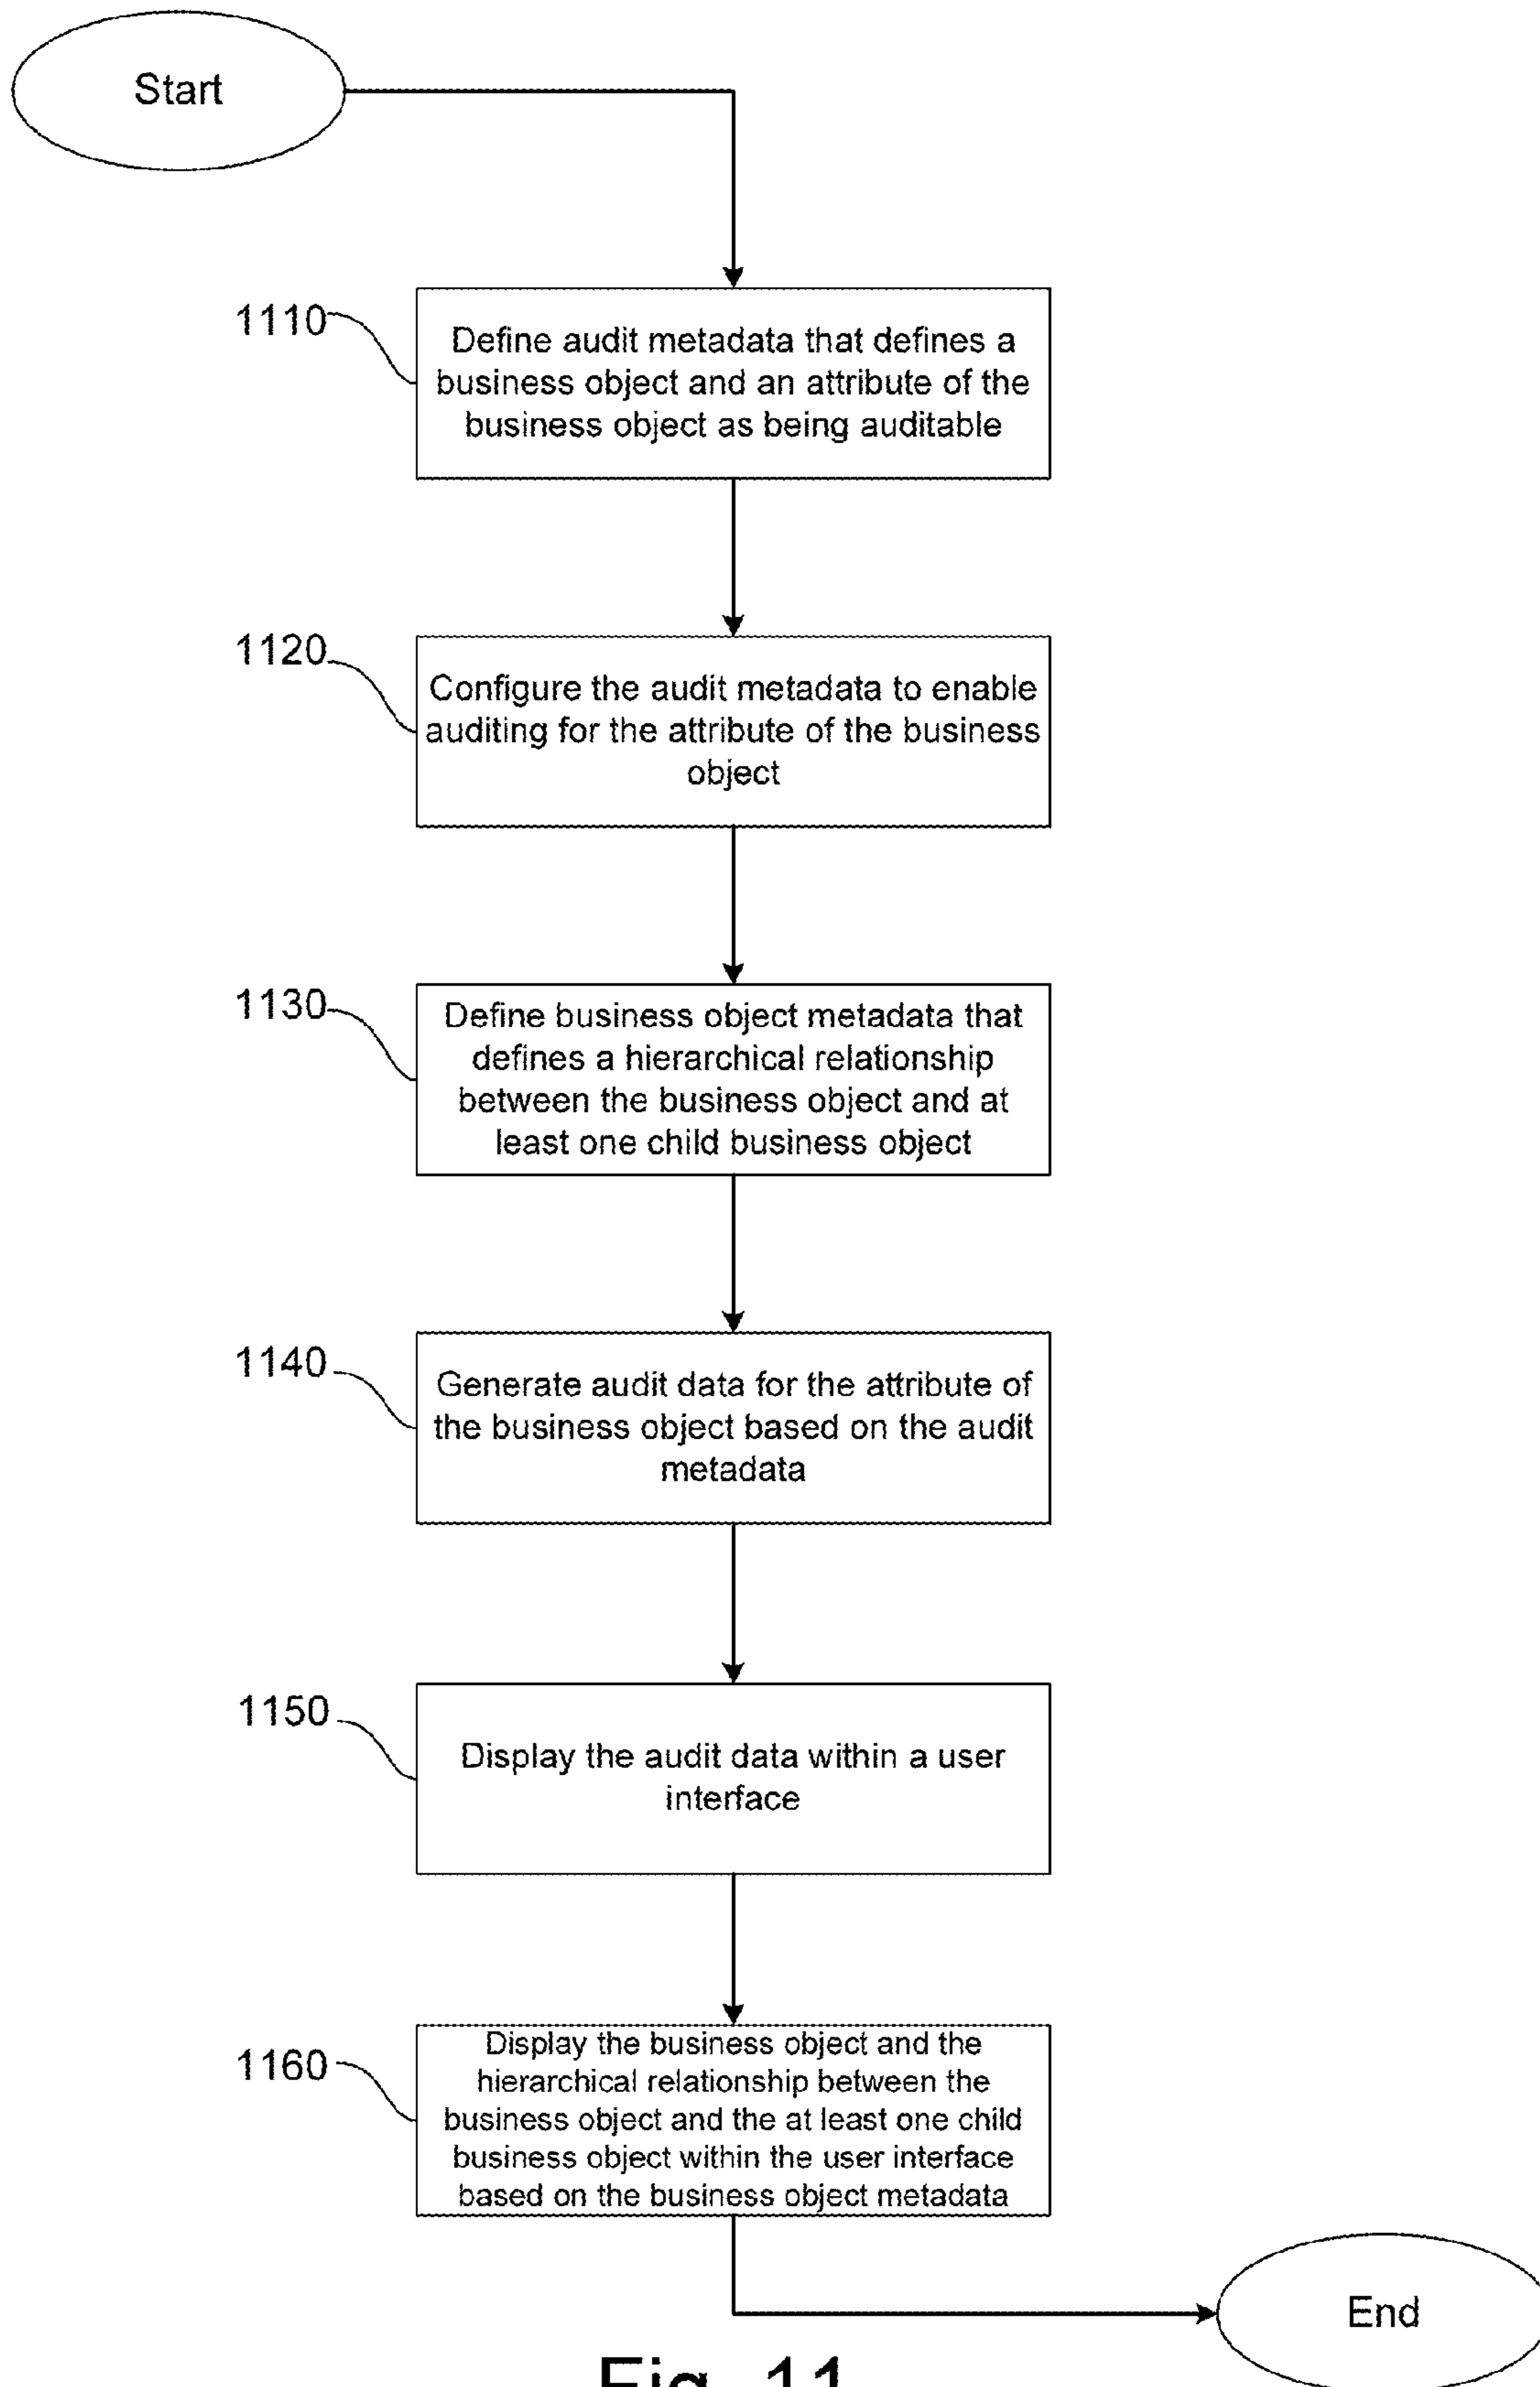 Start
1110
Define audit metadata that defines a
business object and an attribute of the
business object as being auditable
1120
Configure the audit metadata to enable
auditing for the attribute of the business
object
1130
Define business object metadata that
defines a hierarchical relationship
between the business object and at
least one child business object
1140
Generate audit data for the attribute of
the business object based on the audit
metadata
1150
Display the audit data within a user
interface
1160
Display the business object and the
hierarchical relationship between the
business object and the at least one child
business object within the user interface
based on the business object metadata
End
Fig. 11